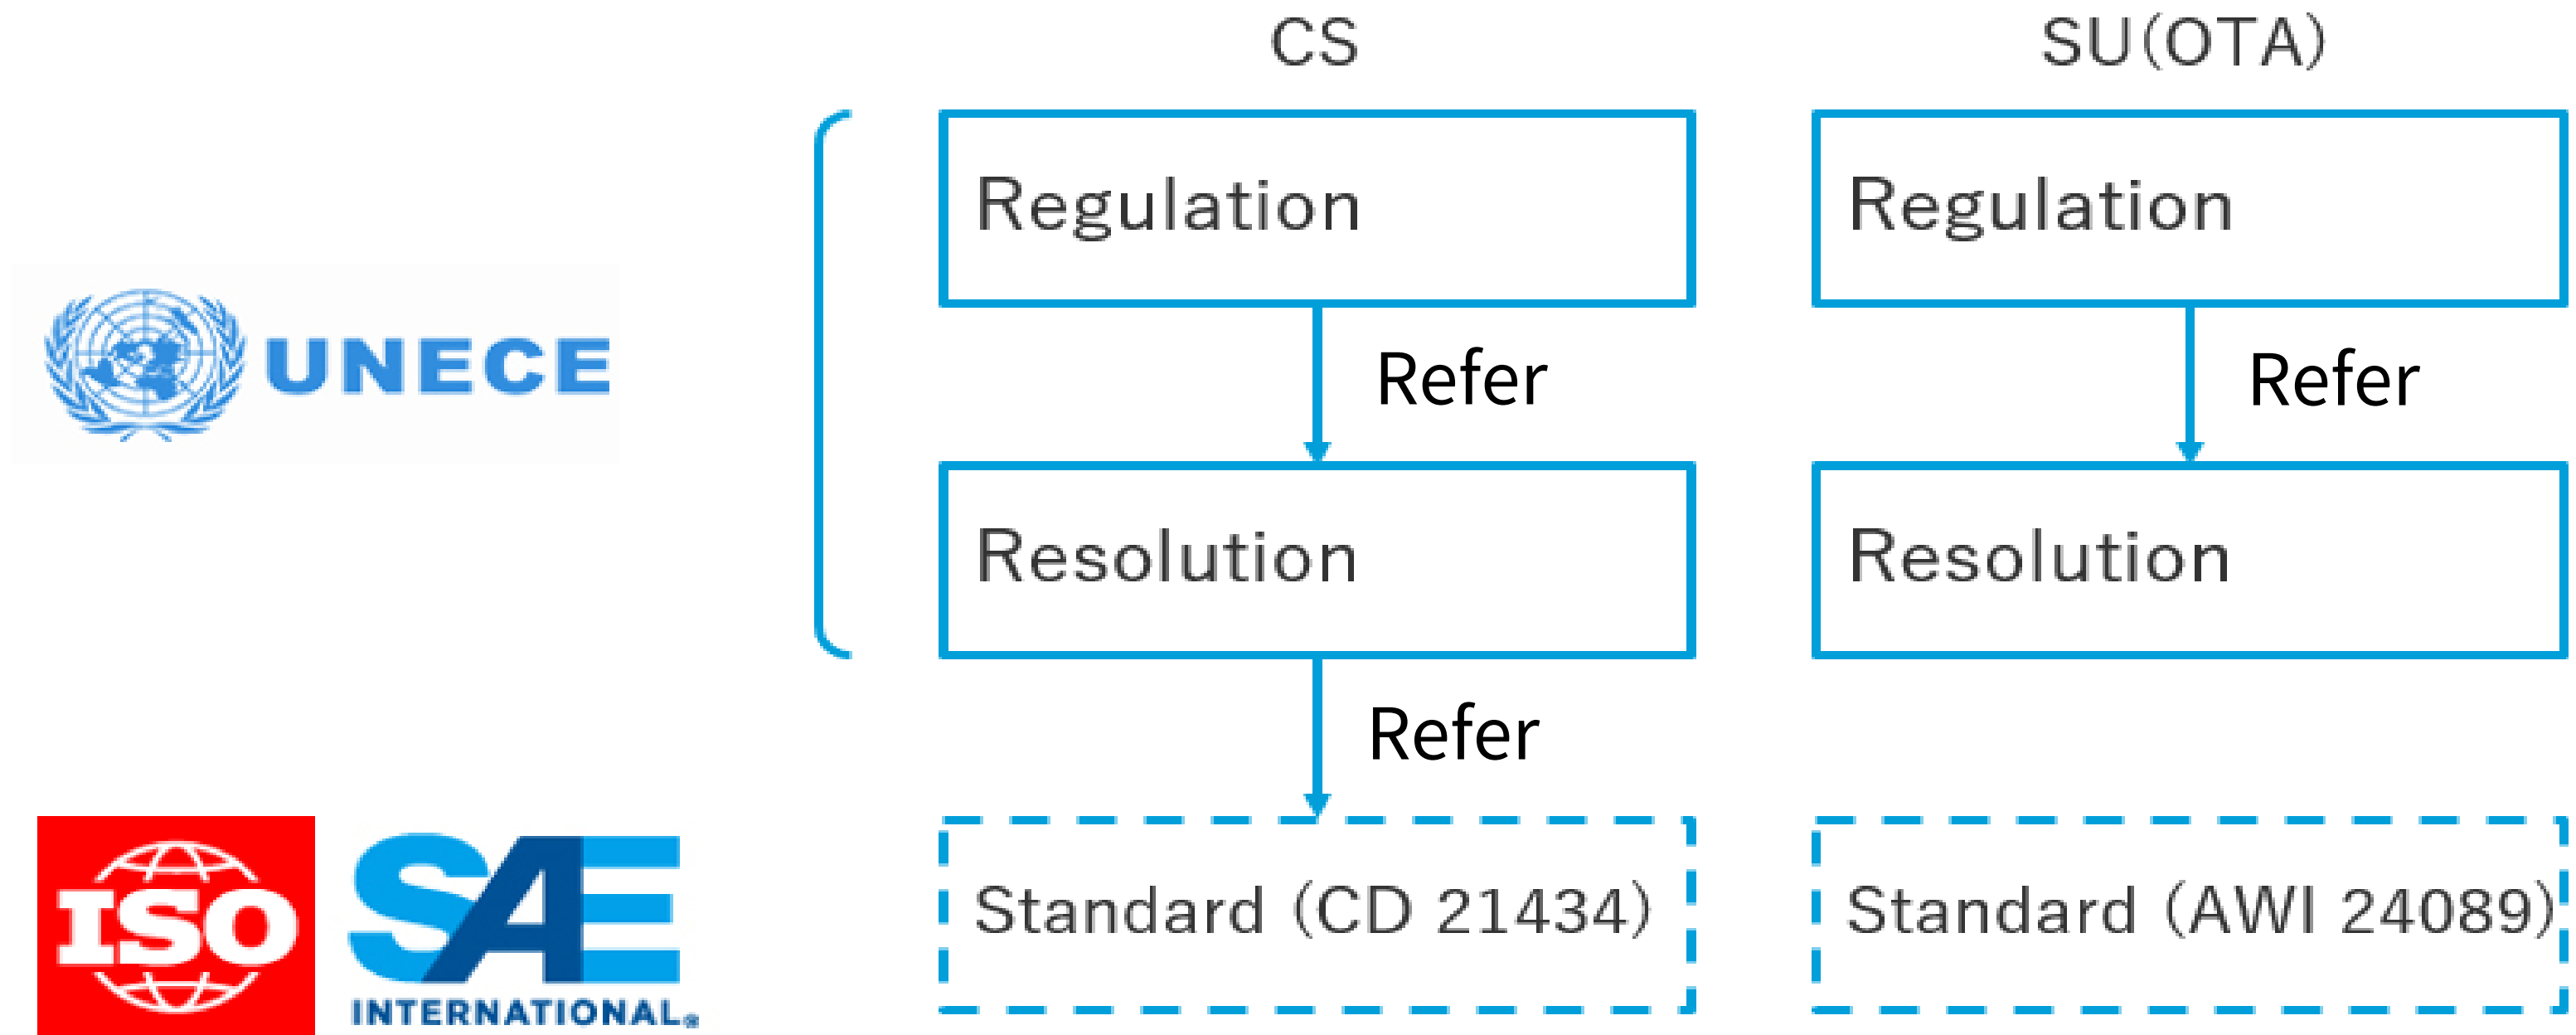 CS
SU(OTA)
Regulation
Regulation
UNECE
Refer
Refer
Resolution
Resolution
Refer
ISO
SAE
INTERNATIONAL®
Standard (CD 21434)
Standard (AWI 24089)